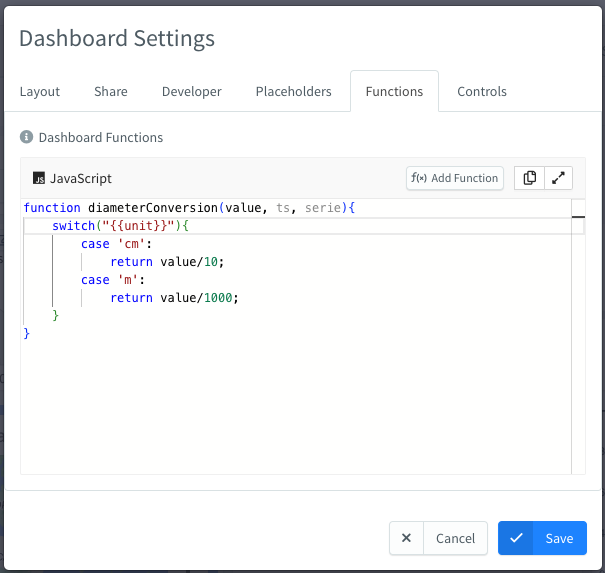 Dashboard Settings
Layout Share Developer Placeholders Functions Controls
Dashboard Functions
JS JavaScript f(x) Add Function
function diameterConversion(value, ts, serie){
    switch("{{unit}}"){
        case 'cm':
            return value/10;
        case 'm':
            return value/1000;
    }
}
Cancel Save